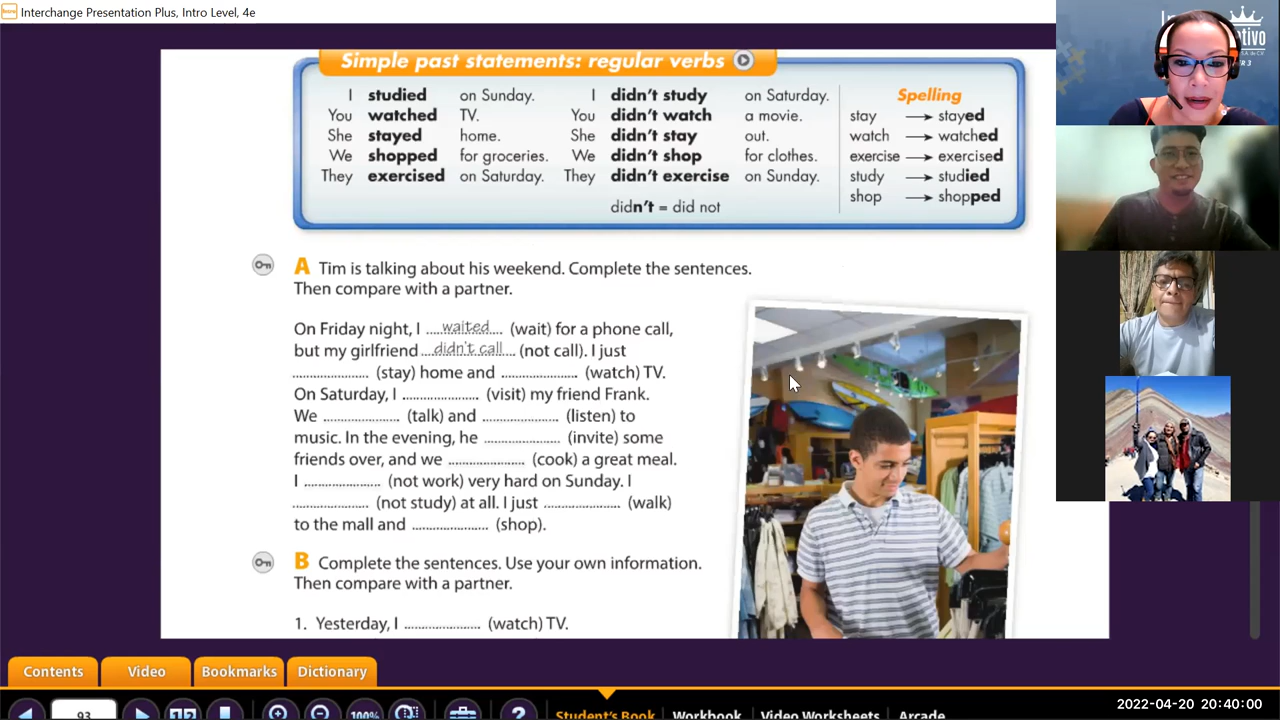 Interchange Presentation Plus, Intro Level, 4e
Simple past statements: regular verbs
I studied on Sunday. I didn't study on Saturday.
You watched TV. You didn't watch a movie.
She stayed home. She didn't stay out.
We shopped for groceries. We didn't shop for clothes.
They exercised on Saturday. They didn't exercise on Sunday.
didn't = did not
Spelling
stay → stayed
watch → watched
exercise → exercised
study → studied
shop → shopped
A Tim is talking about his weekend. Complete the sentences.
Then compare with a partner.
On Friday night, I ....waited.... (wait) for a phone call,
but my girlfriend ...didn't call.... (not call). I just
.................... (stay) home and .................... (watch) TV.
On Saturday, I .................... (visit) my friend Frank.
We .................... (talk) and .................... (listen) to
music. In the evening, he .................... (invite) some
friends over, and we .................... (cook) a great meal.
I .................... (not work) very hard on Sunday. I
.................... (not study) at all. I just .................... (walk)
to the mall and .................... (shop).
B Complete the sentences. Use your own information.
Then compare with a partner.
1. Yesterday, I .................... (watch) TV.
Contents Video Bookmarks Dictionary
93 100% ? Student's Book Workbook Video Worksheets Arcade
2022-04-20 20:40:00